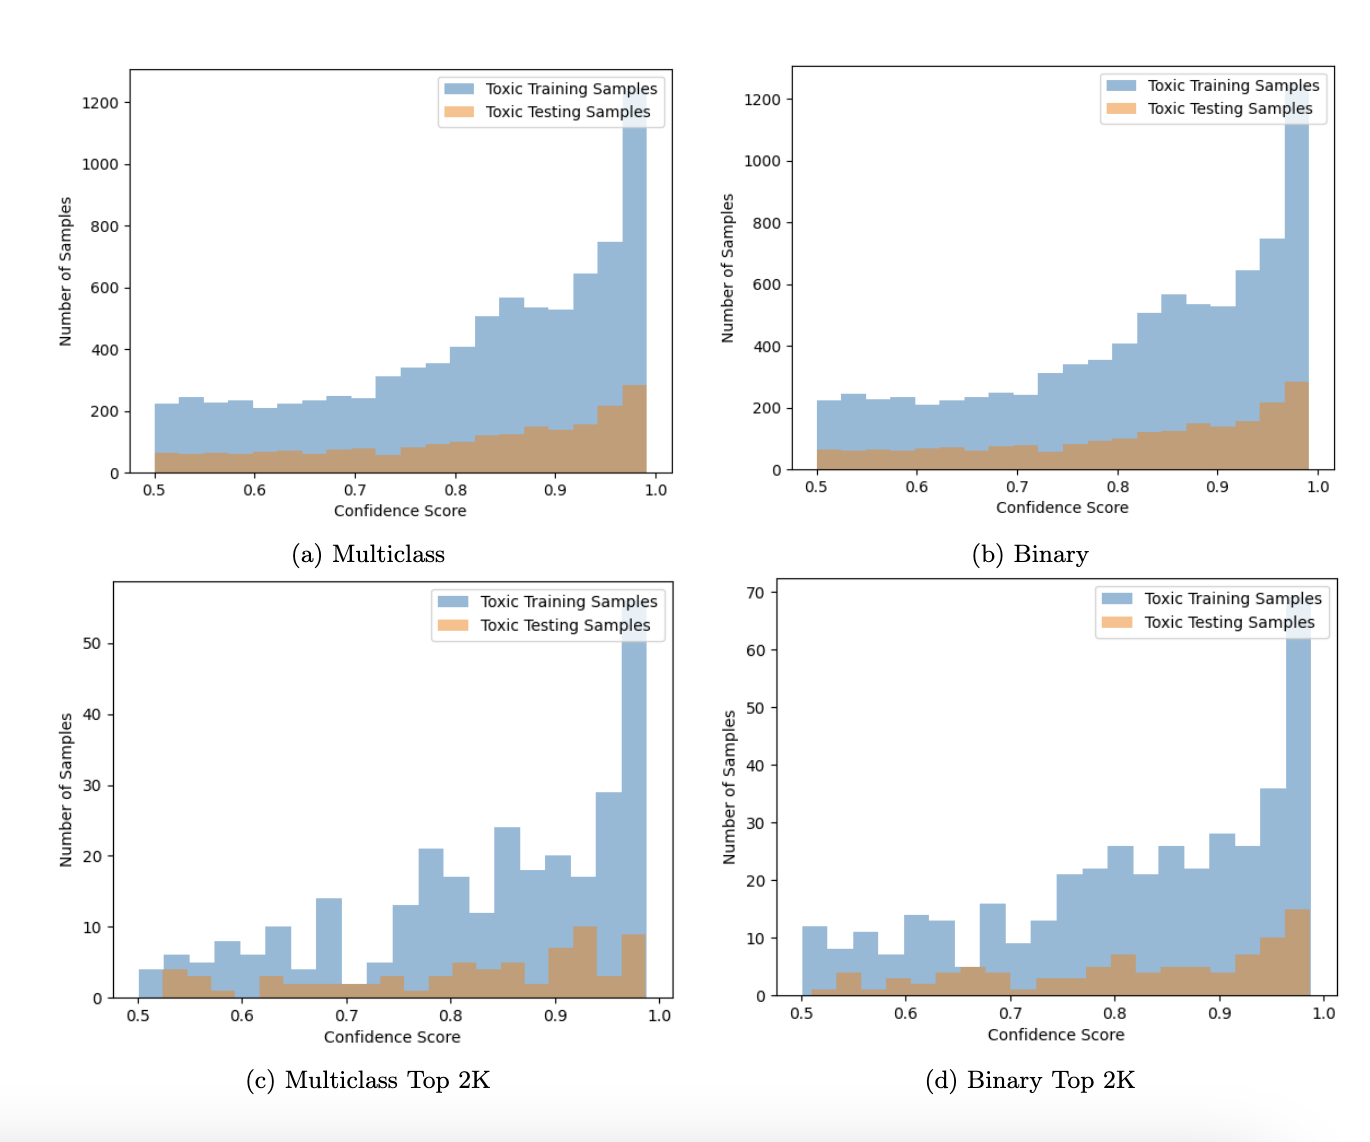 Toxic Training Samples
Toxic Testing Samples
1200
1000
800
600
400
200
0
Number of Samples
0.5 0.6 0.7 0.8 0.9 1.0
Confidence Score
(a) Multiclass
Toxic Training Samples
Toxic Testing Samples
1200
1000
800
600
400
200
0
Number of Samples
0.5 0.6 0.7 0.8 0.9 1.0
Confidence Score
(b) Binary
Toxic Training Samples
Toxic Testing Samples
50
40
30
20
10
0
Number of Samples
0.5 0.6 0.7 0.8 0.9 1.0
Confidence Score
(c) Multiclass Top 2K
Toxic Training Samples
Toxic Testing Samples
70
60
50
40
30
20
10
0
Number of Samples
0.5 0.6 0.7 0.8 0.9 1.0
Confidence Score
(d) Binary Top 2K